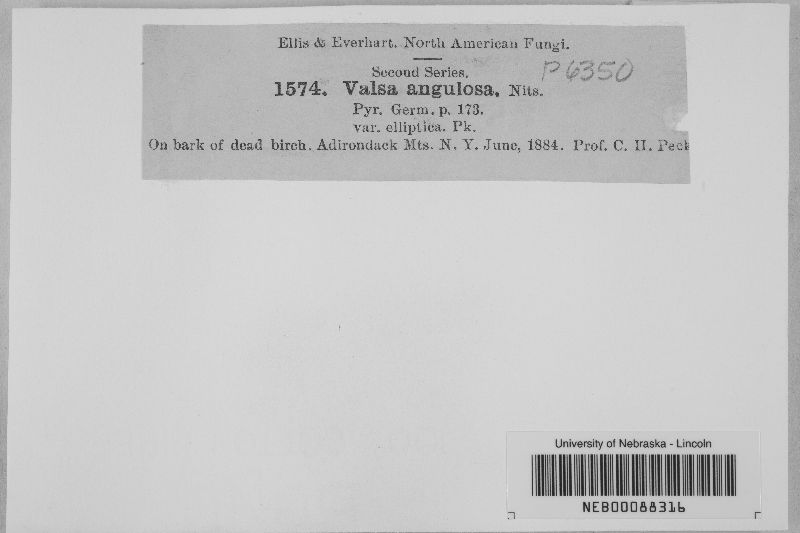 Ellis & Everhart. North American Fungi.
Second Series.
P6350
1574. Valsa angulosa. Nits.
Pyr. Germ. p. 173.
var. elliptica. Pk.
On bark of dead birch. Adirondack Mts. N. Y. June, 1884. Prof. C. H. Peck
University of Nebraska - Lincoln
NEB00088316